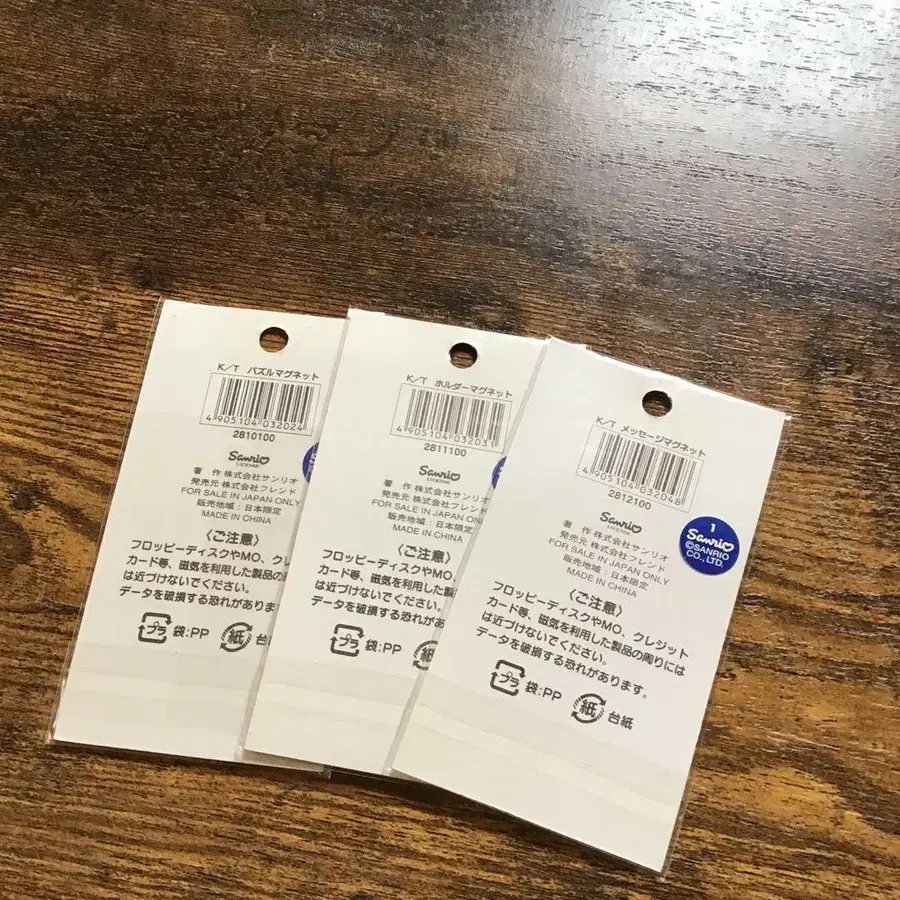 K/T パズルマグネット
4 905104 032024
2810100
Sanrio
LICENSE
著 作 株式会社サンリオ
発売元 株式会社フレンド
FOR SALE IN JAPAN ONLY
販売地域：日本限定
MADE IN CHINA
〈ご注意〉
フロッピーディスクやMO、クレジ
カード等、磁気を利用した製品の
は近づけないでください。
データを破損する恐れがあります
プラ 袋:PP 紙 台紙
K/T ホルダーマグネット
4 905104 032031
2811100
Sanrio
LICENSE
著 作 株式会社サンリオ
発売元 株式会社フレンド
FOR SALE IN JAPAN ONLY
販売地域：日本限定
MADE IN CHINA
〈ご注意〉
フロッピーディスクやMO、
カード等、磁気を利用した製
は近づけないでください。
データを破損する恐れがあ
プラ 袋:PP 紙
K/T メッセージマグネット
4 905104 032048
2812100
Sanrio
LICENSE
著 作 株式会社サンリオ
発売元 株式会社フレンド
FOR SALE IN JAPAN ONLY
販売地域：日本限定
MADE IN CHINA
1
Sanrio
©SANRIO
CO., LTD.
〈ご注意〉
フロッピーディスクやMO、クレジット
カード等、磁気を利用した製品の周りには
は近づけないでください。
データを破損する恐れがあります。
プラ 袋:PP 紙 台紙